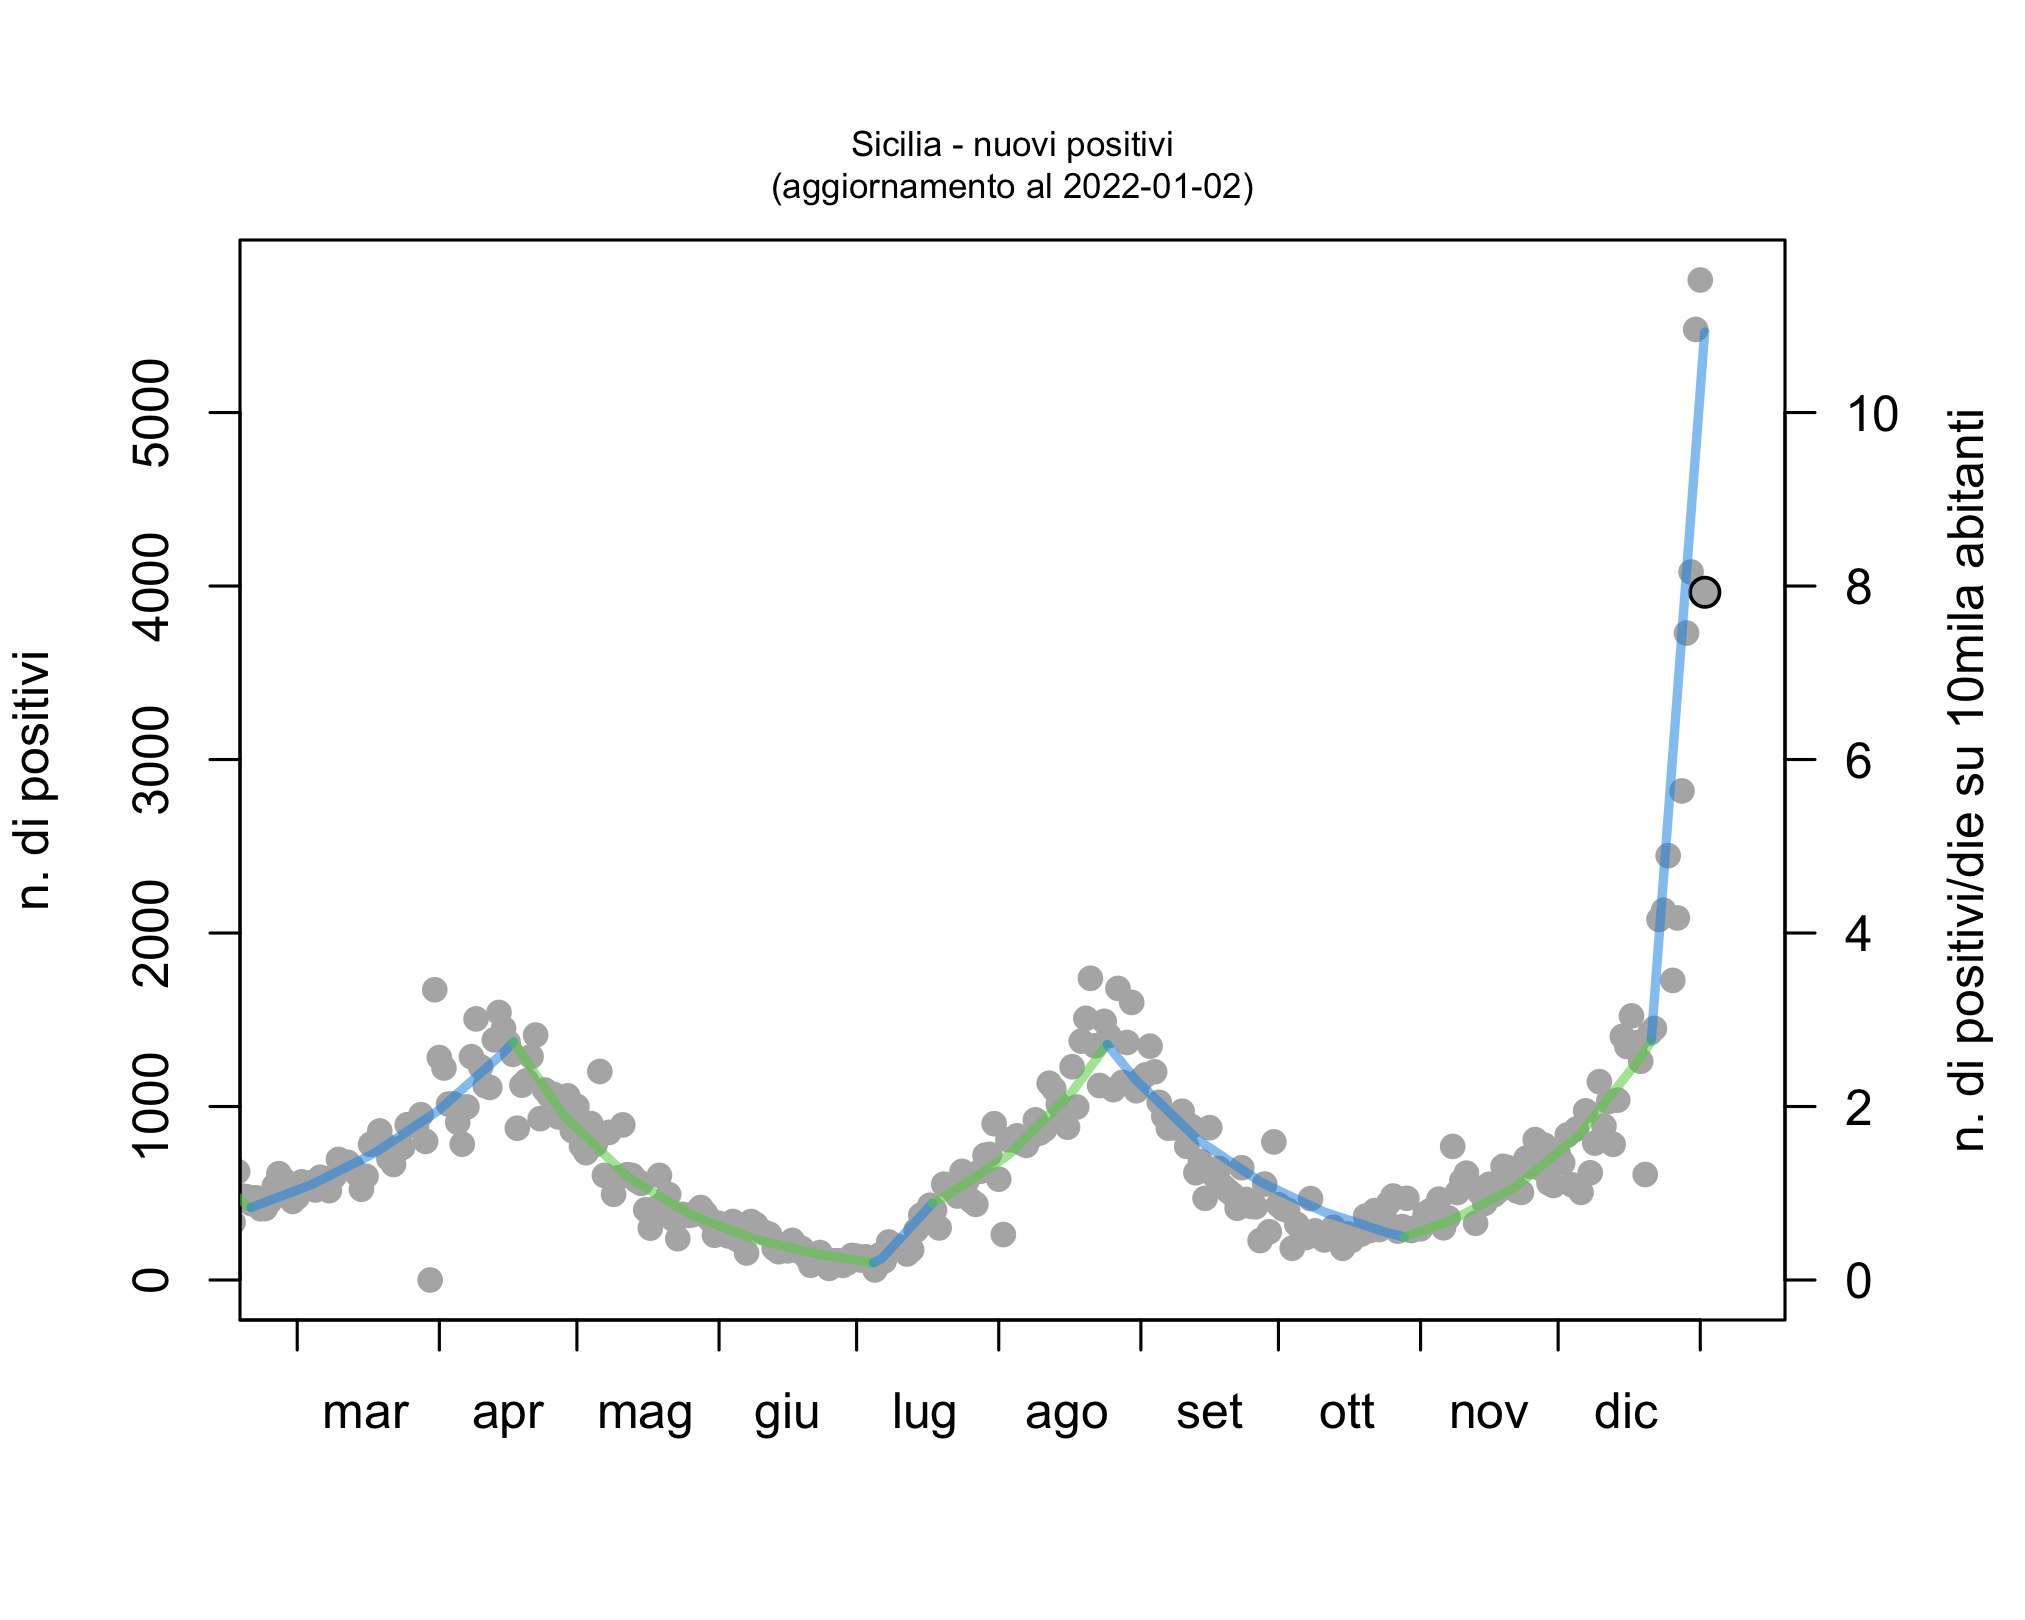 Sicilia - nuovi positivi
(aggiornamento al 2022-01-02)
n. di positivi
5000
4000
3000
2000
1000
0
10
8
6
4
2
0
n. di positivi/die su 10mila abitanti
mar apr mag giu lug ago set ott nov dic